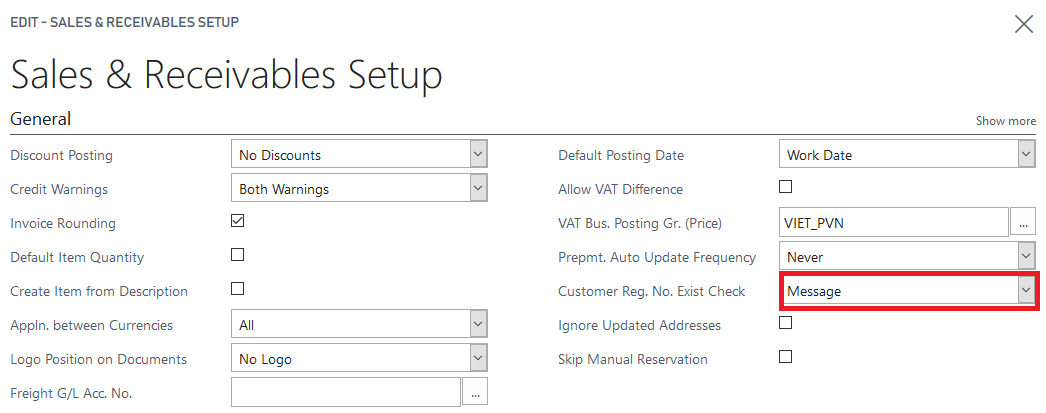 EDIT - SALES & RECEIVABLES SETUP
Sales & Receivables Setup
General
Show more
Discount Posting
No Discounts
Credit Warnings
Both Warnings
Invoice Rounding
Default Item Quantity
Create Item from Description
Appln. between Currencies
All
Logo Position on Documents
No Logo
Freight G/L Acc. No.
...
Default Posting Date
Work Date
Allow VAT Difference
VAT Bus. Posting Gr. (Price)
VIET_PVN
...
Prepmt. Auto Update Frequency
Never
Customer Reg. No. Exist Check
Message
Ignore Updated Addresses
Skip Manual Reservation